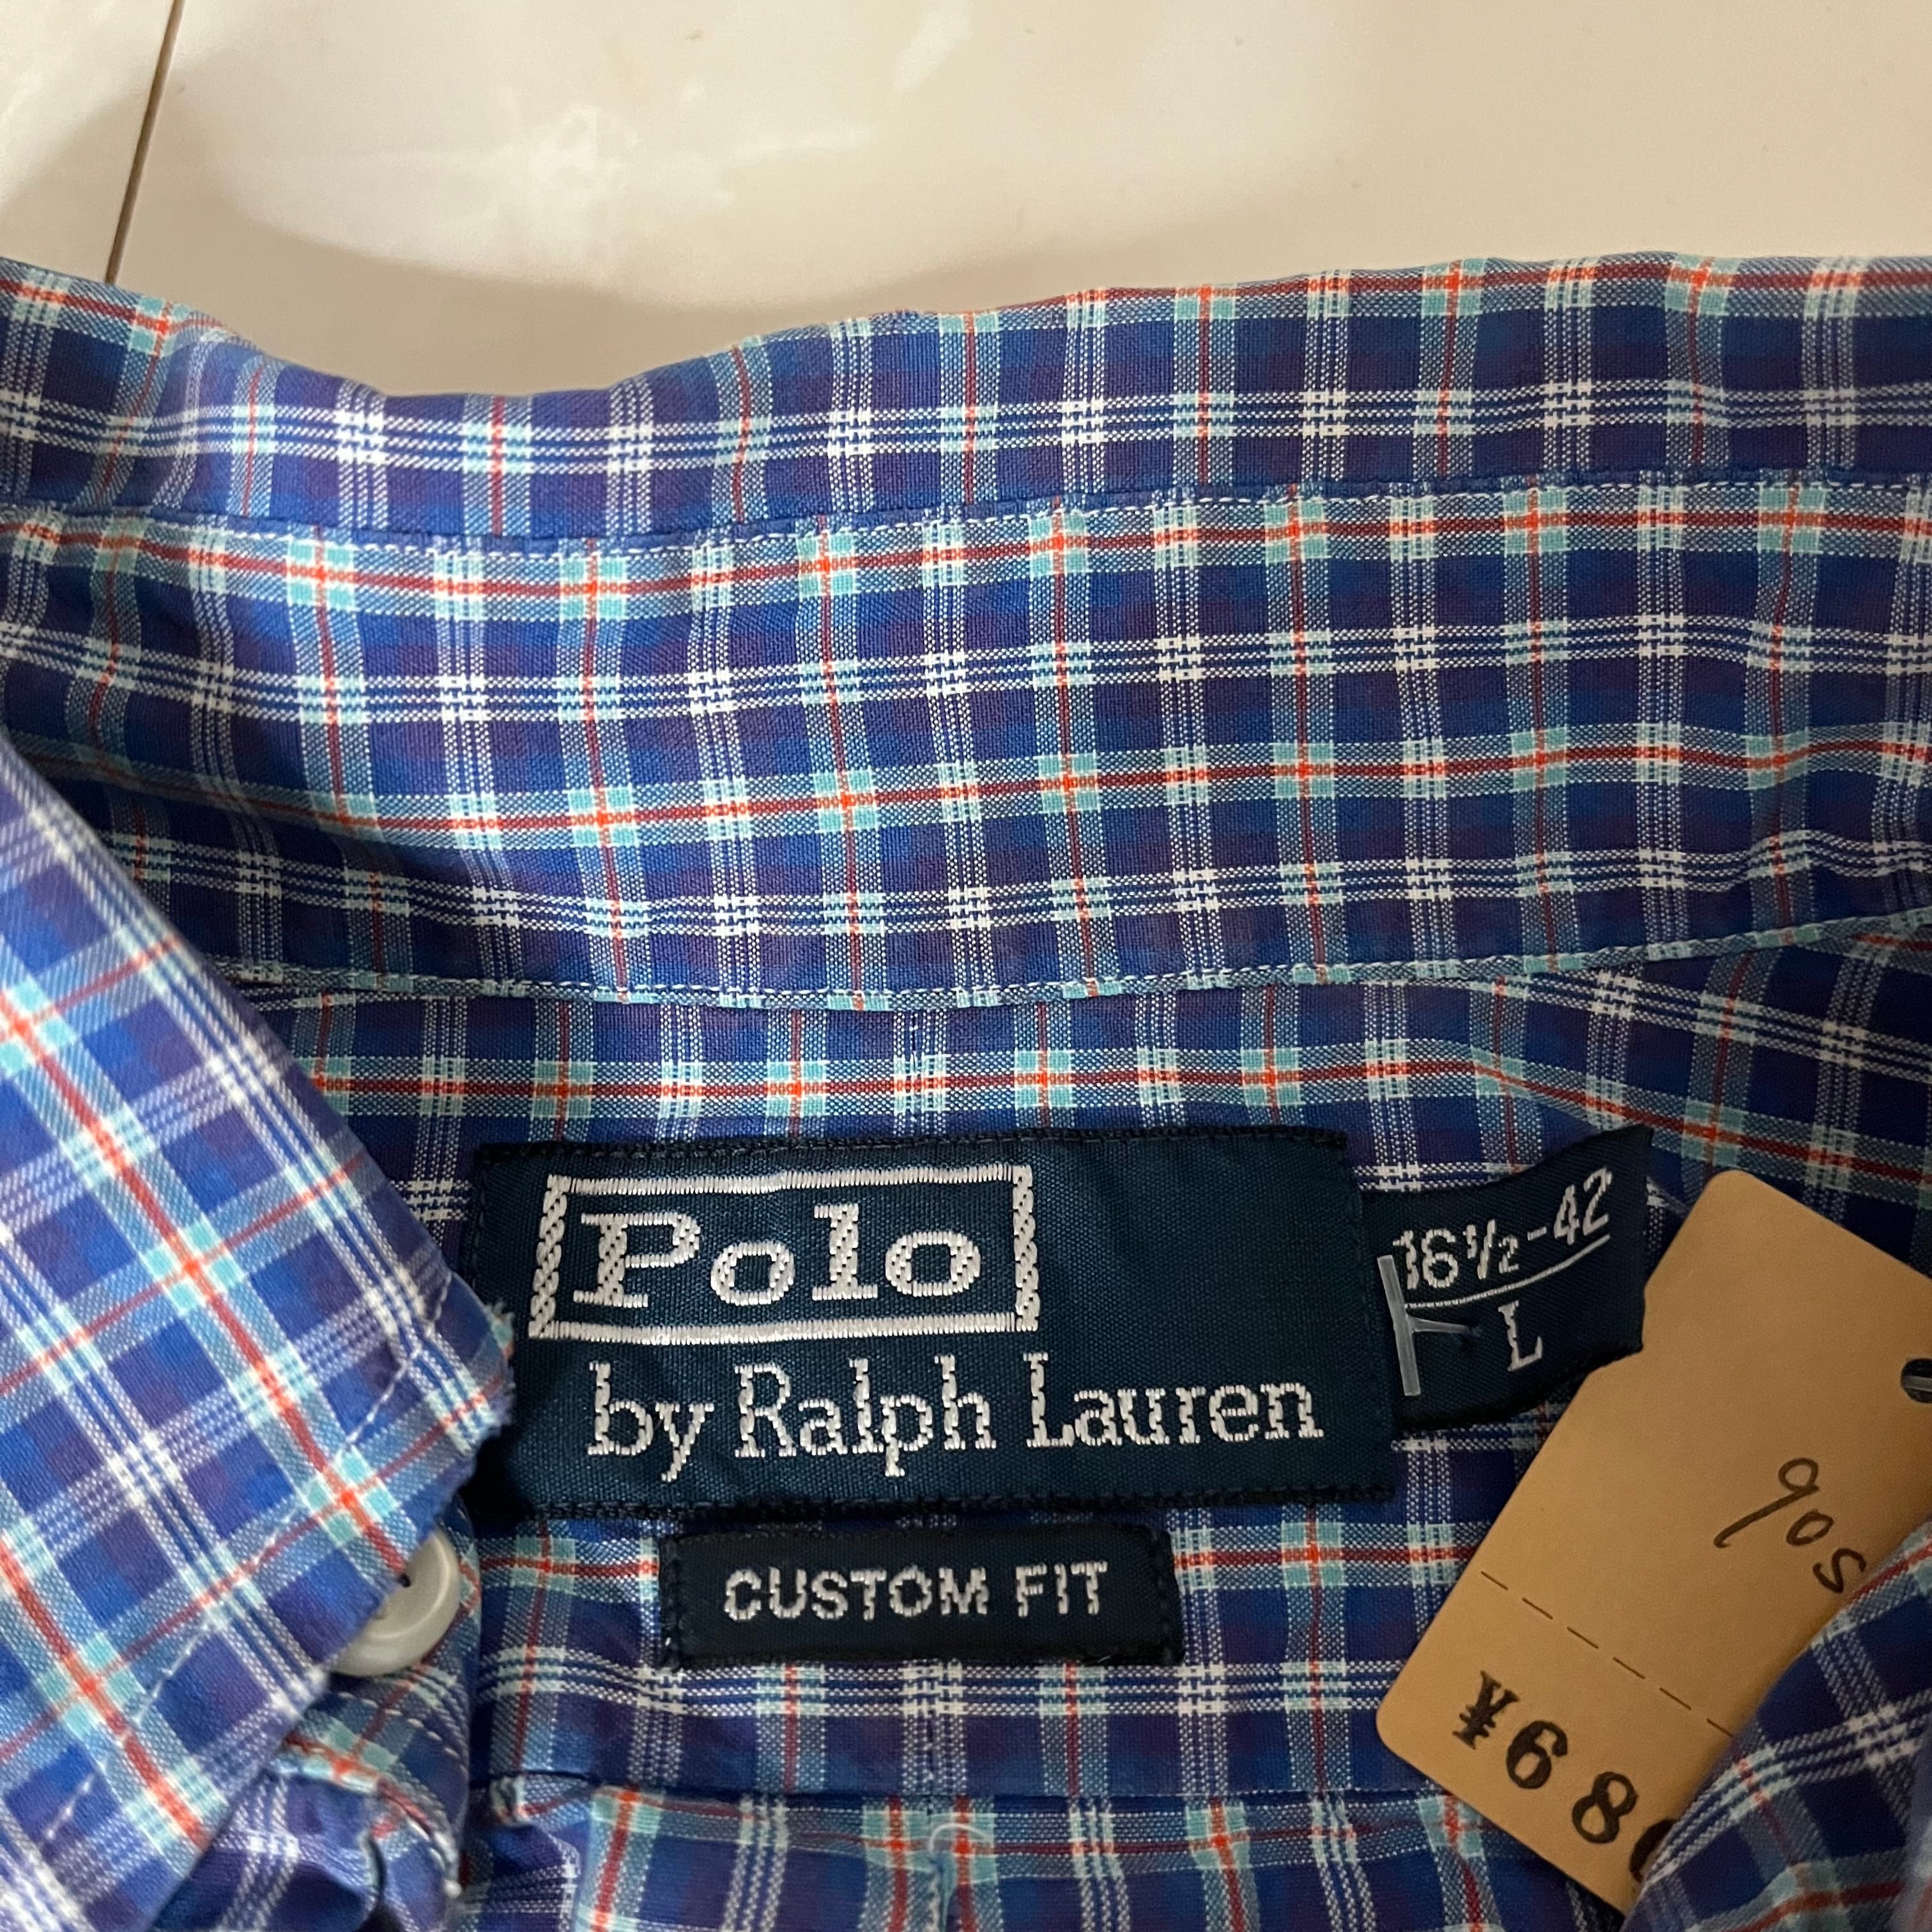 Polo
by Ralph Lauren
16½-42
L
CUSTOM FIT
90s
¥68